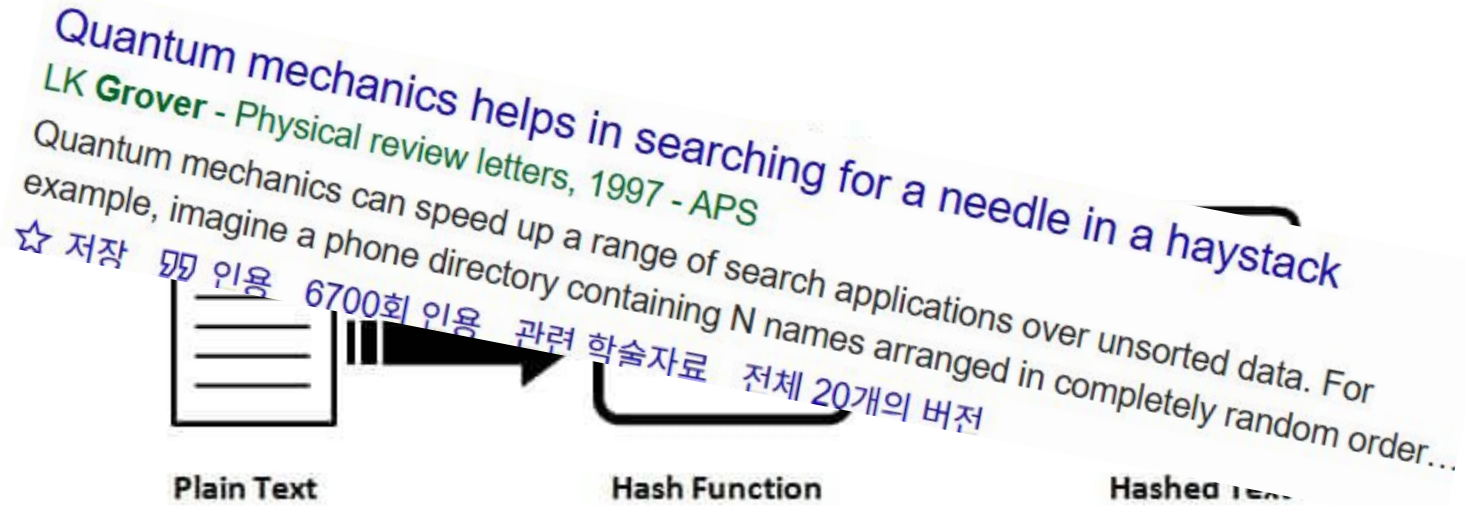 Quantum mechanics helps in searching for a needle in a haystack
LK Grover - Physical review letters, 1997 - APS
Quantum mechanics can speed up a range of search applications over unsorted data. For
example, imagine a phone directory containing N names arranged in completely random order…
저장 인용 6700회 인용 관련 학술자료 전체 20개의 버전
Plain Text Hash Function Hashed Text